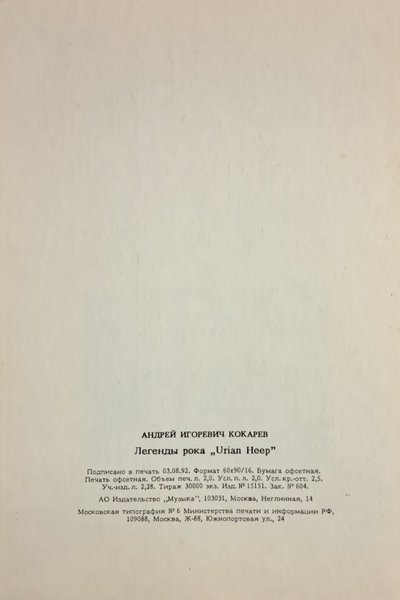 АНДРЕЙ ИГОРЕВИЧ КОКАРЕВ
Легенды рока „Urian Heep"
Подписано в печать 03.08.92. Формат 60х90/16. Бумага офсетная.
Печать офсетная. Объем печ. л. 2,0. Усл. п. л. 2,0. Усл. кр.-отт. 2,5.
Уч.-изд. л. 2,28. Тираж 30000 экз. Изд. № 15151. Зак. № 604.
АО Издательство „Музыка", 103031, Москва, Неглинная, 14
Московская типография № 6 Министерства печати и информации РФ,
109088, Москва, Ж-88, Южнопортовая ул., 24